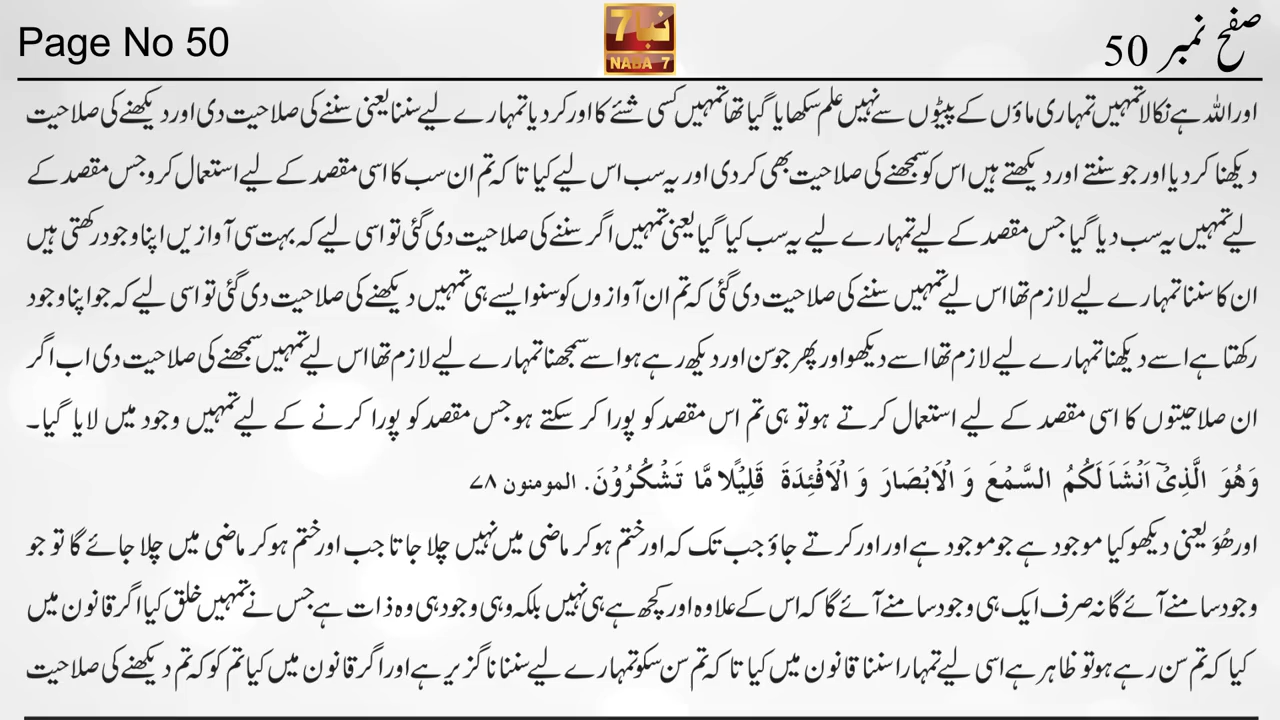 Page No 50
نبا 7
NABA 7
صفحہ نمبر 50
اور اللہ ہے نکالا تمہیں تمہاری ماؤں کے پیٹوں سے نہیں علم سکھایا گیا تھا تمہیں کسی شئے کا اور کر دیا تمہارے لیے سننا یعنی سننے کی صلاحیت دی اور دیکھنے کی صلاحیت
دیکھنا کر دیا اور جو سنتے اور دیکھتے ہیں اس کو سمجھنے کی صلاحیت بھی کر دی اور یہ سب اس لیے کیا تا کہ تم ان سب کا اسی مقصد کے لیے استعمال کرو جس مقصد کے
لیے تمہیں یہ سب دیا گیا جس مقصد کے لیے تمہارے لیے یہ سب کیا گیا یعنی تمہیں اگر سننے کی صلاحیت دی گئی تو اسی لیے کہ بہت سی آوازیں اپنا وجود رکھتی ہیں
ان کا سننا تمہارے لیے لازم تھا اس لیے تمہیں سننے کی صلاحیت دی گئی کہ تم ان آوازوں کو سنو ایسے ہی تمہیں دیکھنے کی صلاحیت دی گئی تو اسی لیے کہ جو اپنا وجود
رکھتا ہے اسے دیکھنا تمہارے لیے لازم تھا اسے دیکھو اور پھر جو سن اور دیکھ رہے ہو اسے سمجھنا تمہارے لیے لازم تھا اس لیے تمہیں سمجھنے کی صلاحیت دی اب اگر
ان صلاحیتوں کا اسی مقصد کے لیے استعمال کرتے ہو تو ہی تم اس مقصد کو پورا کر سکتے ہو جس مقصد کو پورا کرنے کے لیے تمہیں وجود میں لایا گیا۔
وَهُوَ الَّذِیْٓ اَنْشَاَ لَكُمُ السَّمْعَ وَ الْاَبْصَارَ وَ الْاَفْئِدَةَ قَلِیْلًا مَّا تَشْكُرُوْنَ. المومنون ۷۸
اور ھُوَ یعنی دیکھو کیا موجود ہے جو موجود ہے اور اور کرتے جاؤ جب تک کہ اور ختم ہو کر ماضی میں نہیں چلا جاتا جب اور ختم ہو کر ماضی میں چلا جائے گا تو جو
وجود سامنے آئے گا نہ صرف ایک ہی وجود سامنے آئے گا کہ اس کے علاوہ اور کچھ ہے ہی نہیں بلکہ وہی وجود ہی وہ ذات ہے جس نے تمہیں خلق کیا اگر قانون میں
کیا کہ تم سن رہے ہو تو ظاہر ہے اسی لیے تمہارا سننا قانون میں کیا تا کہ تم سن سکو تمہارے لیے سننا ناگزیر ہے اور اگر قانون میں کیا تم کو کہ تم دیکھنے کی صلاحیت